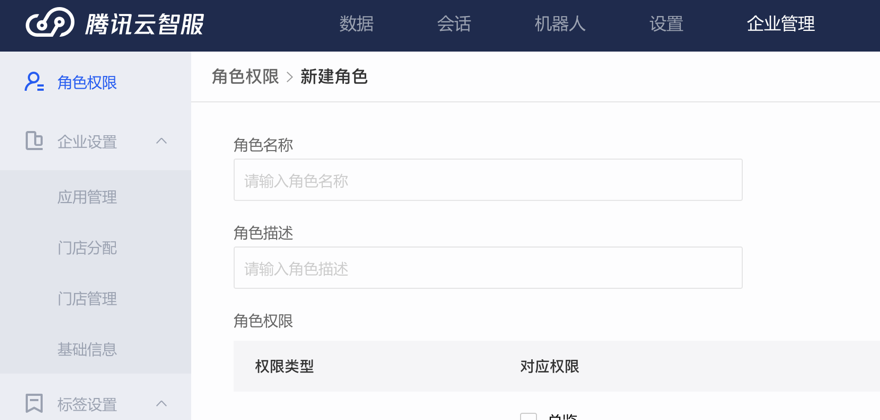 腾讯云智服
数据 会话 机器人 设置 企业管理
角色权限
企业设置
应用管理
门店分配
门店管理
基础信息
标签设置
角色权限 > 新建角色
角色名称
请输入角色名称
角色描述
请输入角色描述
角色权限
权限类型 对应权限
总览